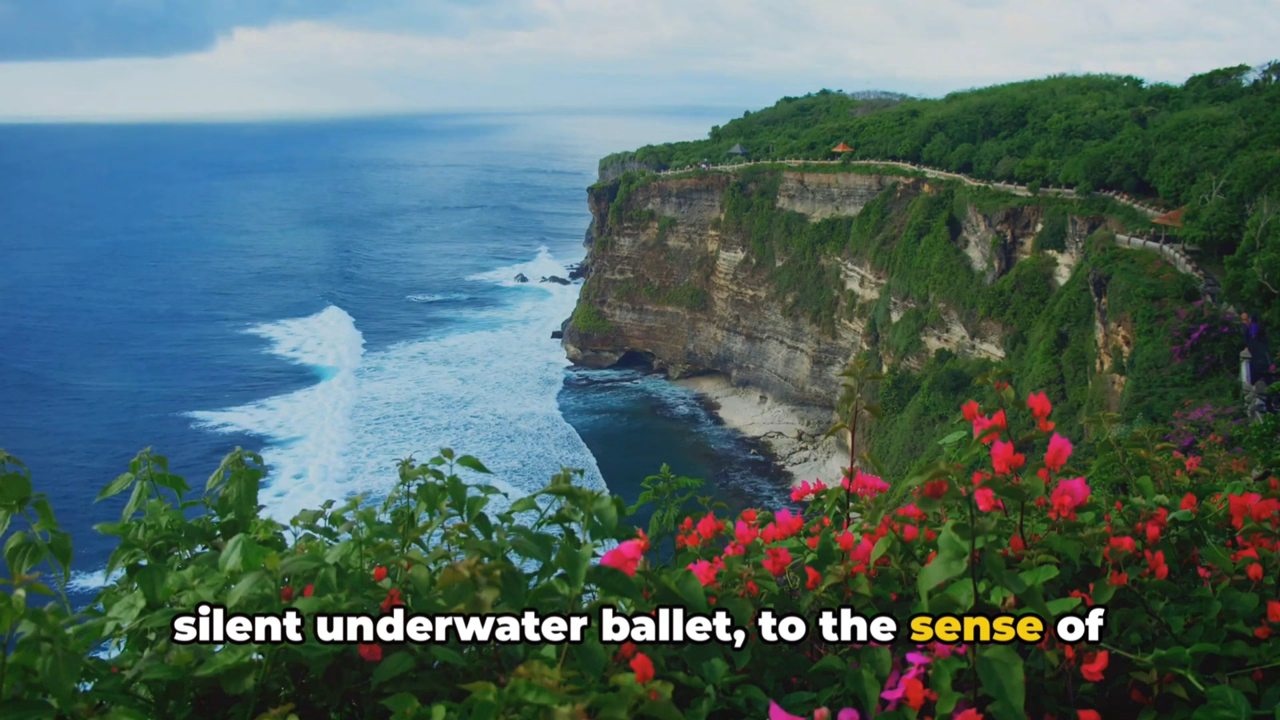 silent underwater ballet, to the sense of